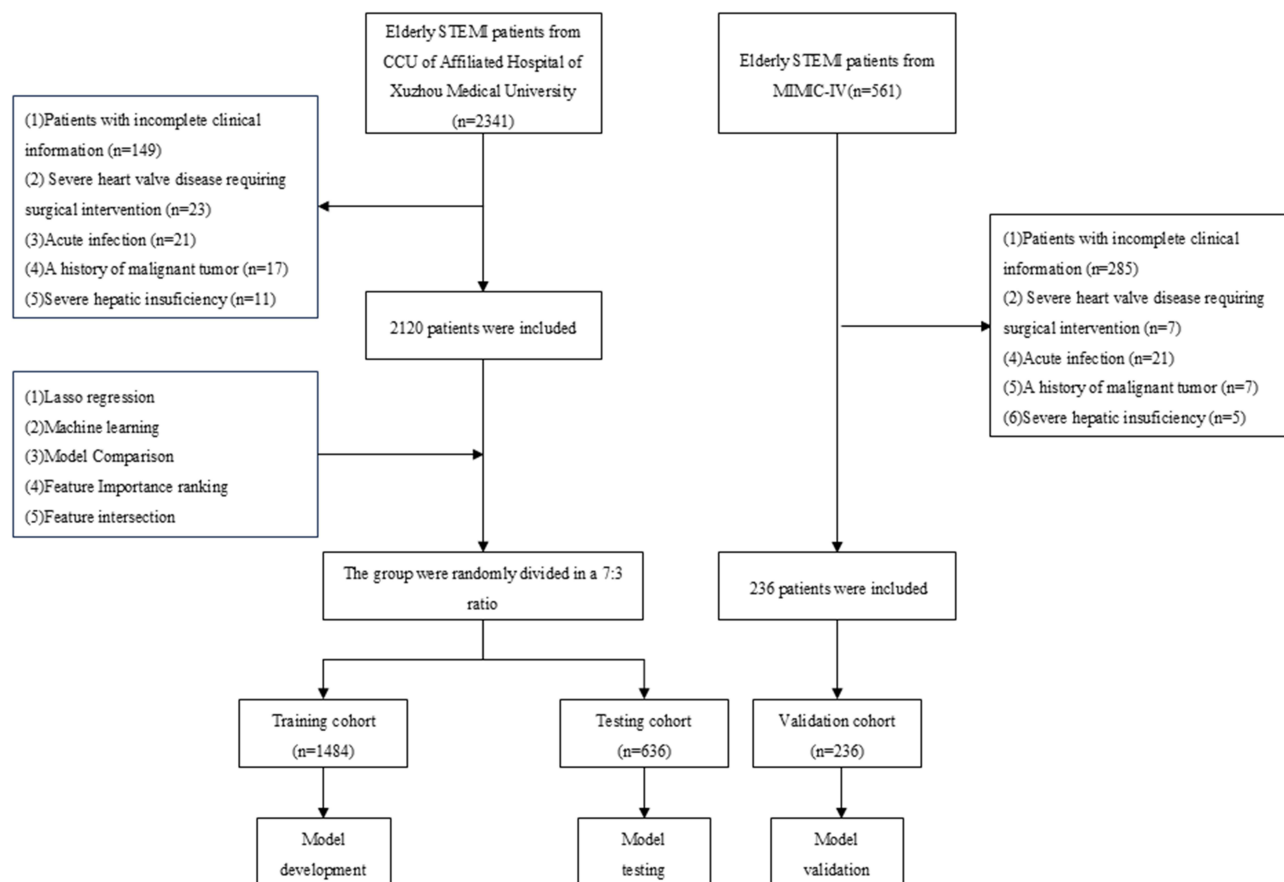 Elderly STEMI patients from
CCU of Affiliated Hospital of
Xuzhou Medical University
(n=2341)
Elderly STEMI patients from
MIMIC-IV(n=561)
(1)Patients with incomplete clinical
information (n=149)
(2) Severe heart valve disease requiring
surgical intervention (n=23)
(3)Acute infection (n=21)
(4)A history of malignant tumor (n=17)
(5)Severe hepatic insuficiency (n=11)
(1)Patients with incomplete clinical
information (n=285)
(2) Severe heart valve disease requiring
surgical intervention (n=7)
(4)Acute infection (n=21)
(5)A history of malignant tumor (n=7)
(6)Severe hepatic insuficiency (n=5)
2120 patients were included
(1)Lasso regression
(2)Machine learning
(3)Model Comparison
(4)Feature Importance ranking
(5)Feature intersection
The group were randomly divided in a 7:3
ratio
236 patients were included
Training cohort
(n=1484)
Testing cohort
(n=636)
Validation cohort
(n=236)
Model
development
Model
testing
Model
validation